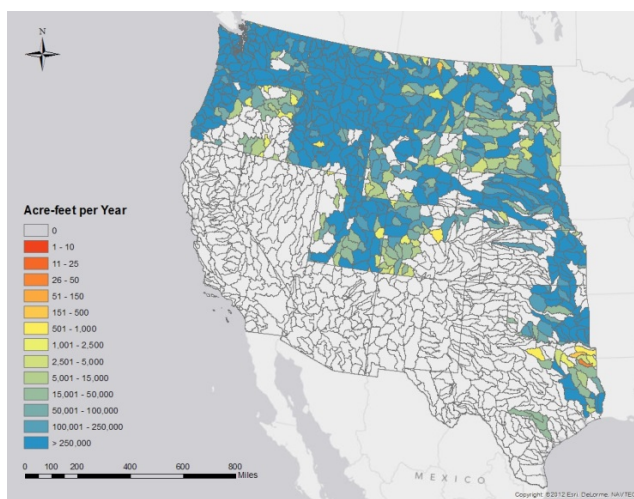 N
Acre-feet per Year
0
1 - 10
11 - 25
26 - 50
51 - 150
151 - 500
501 - 1,000
1,001 - 2,500
2,501 - 5,000
5,001 - 15,000
15,001 - 50,000
50,001 - 100,000
100,001 - 250,000
> 250,000
0 100 200 400 600 800
Miles
MEXICO
Copyright: ©2012 Esri, DeLorme, NAVTEQ